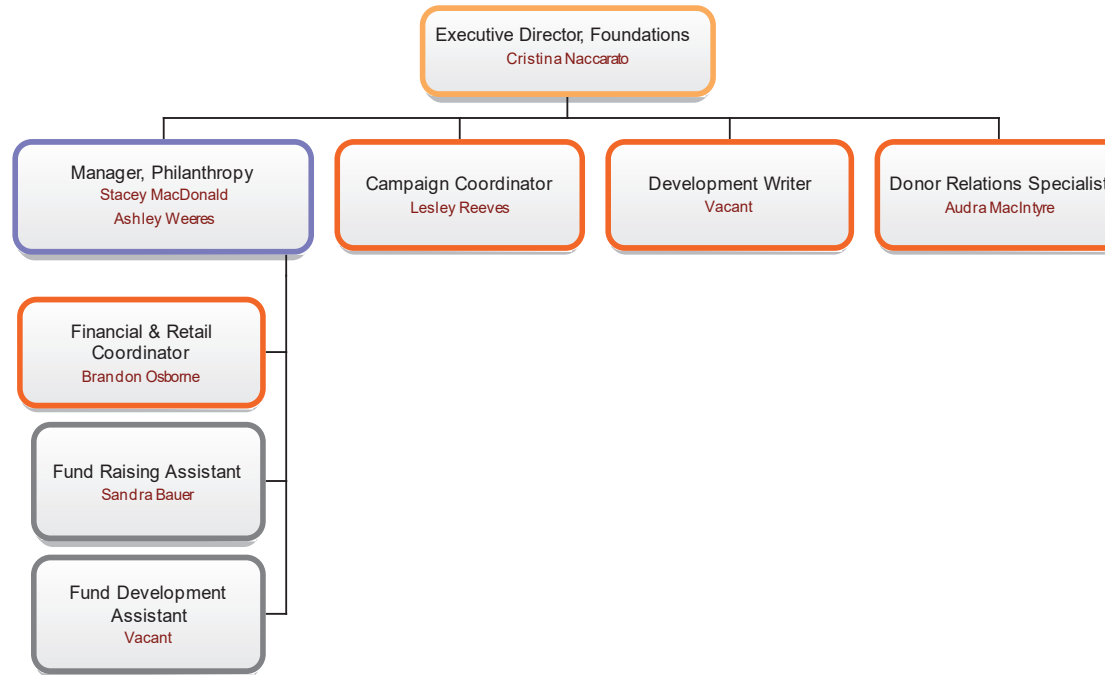 Executive Director, Foundations
Cristina Naccarato
Manager, Philanthropy
Stacey MacDonald
Ashley Weeres
Campaign Coordinator
Lesley Reeves
Development Writer
Vacant
Donor Relations Specialist
Audra MacIntyre
Financial & Retail
Coordinator
Brandon Osborne
Fund Raising Assistant
Sandra Bauer
Fund Development
Assistant
Vacant